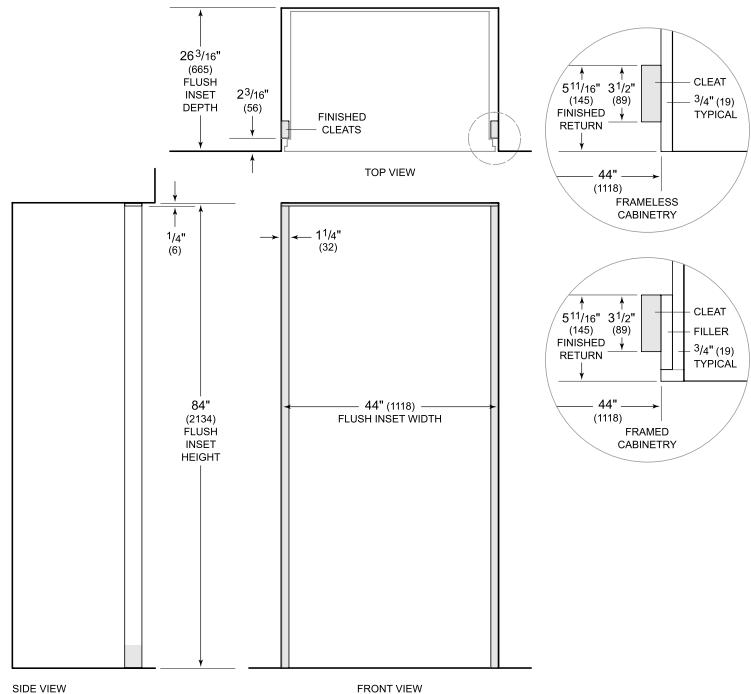 26 3/16"
(665)
FLUSH
INSET
DEPTH
2 3/16"
(56)
FINISHED
CLEATS
TOP VIEW
5 11/16"
(145)
FINISHED
RETURN
3 1/2"
(89)
CLEAT
3/4" (19)
TYPICAL
44"
(1118)
FRAMELESS
CABINETRY
1/4"
(6)
1 1/4"
(32)
5 11/16"
(145)
FINISHED
RETURN
3 1/2"
(89)
CLEAT
FILLER
3/4" (19)
TYPICAL
44"
(1118)
FRAMED
CABINETRY
84"
(2134)
FLUSH
INSET
HEIGHT
44" (1118)
FLUSH INSET WIDTH
SIDE VIEW
FRONT VIEW